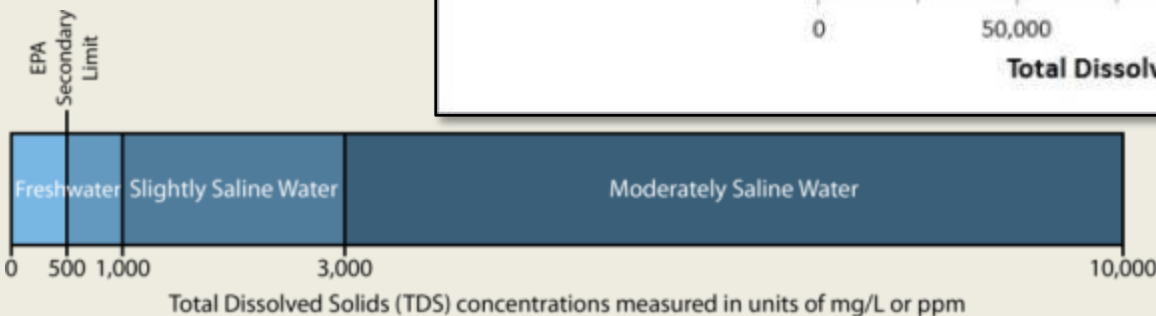 0 50,000
Total Dissolv
EPA
Secondary
Limit
Freshwater Slightly Saline Water Moderately Saline Water
0 500 1,000 3,000 10,000
Total Dissolved Solids (TDS) concentrations measured in units of mg/L or ppm